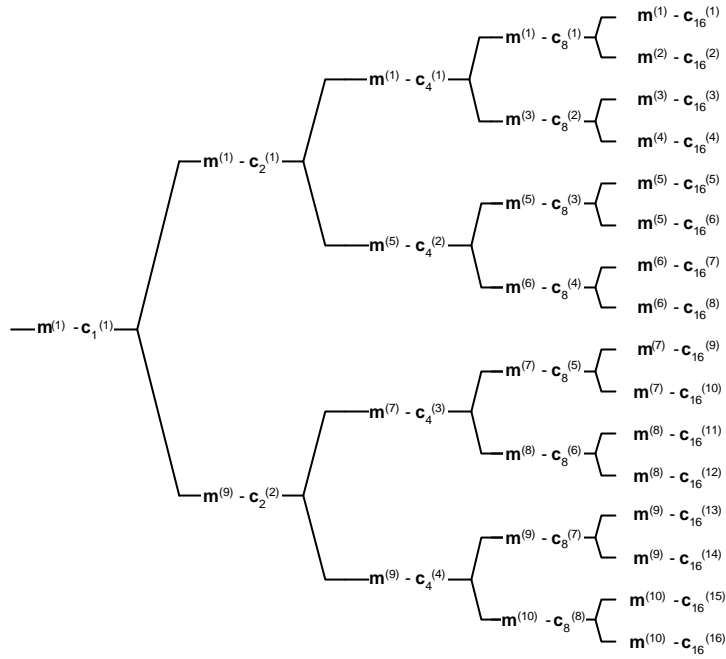 m⁽¹⁾ - c₁₆⁽¹⁾
m⁽¹⁾ - c₈⁽¹⁾
m⁽²⁾ - c₁₆⁽²⁾
m⁽¹⁾ - c₄⁽¹⁾
m⁽³⁾ - c₁₆⁽³⁾
m⁽³⁾ - c₈⁽²⁾
m⁽⁴⁾ - c₁₆⁽⁴⁾
m⁽¹⁾ - c₂⁽¹⁾
m⁽⁵⁾ - c₁₆⁽⁵⁾
m⁽⁵⁾ - c₈⁽³⁾
m⁽⁵⁾ - c₁₆⁽⁶⁾
m⁽⁵⁾ - c₄⁽²⁾
m⁽⁶⁾ - c₁₆⁽⁷⁾
m⁽⁶⁾ - c₈⁽⁴⁾
m⁽⁶⁾ - c₁₆⁽⁸⁾
m⁽¹⁾ - c₁⁽¹⁾
m⁽⁷⁾ - c₁₆⁽⁹⁾
m⁽⁷⁾ - c₈⁽⁵⁾
m⁽⁷⁾ - c₁₆⁽¹⁰⁾
m⁽⁷⁾ - c₄⁽³⁾
m⁽⁸⁾ - c₁₆⁽¹¹⁾
m⁽⁸⁾ - c₈⁽⁶⁾
m⁽⁸⁾ - c₁₆⁽¹²⁾
m⁽⁹⁾ - c₂⁽²⁾
m⁽⁹⁾ - c₁₆⁽¹³⁾
m⁽⁹⁾ - c₈⁽⁷⁾
m⁽⁹⁾ - c₁₆⁽¹⁴⁾
m⁽⁹⁾ - c₄⁽⁴⁾
m⁽¹⁰⁾ - c₁₆⁽¹⁵⁾
m⁽¹⁰⁾ - c₈⁽⁸⁾
m⁽¹⁰⁾ - c₁₆⁽¹⁶⁾